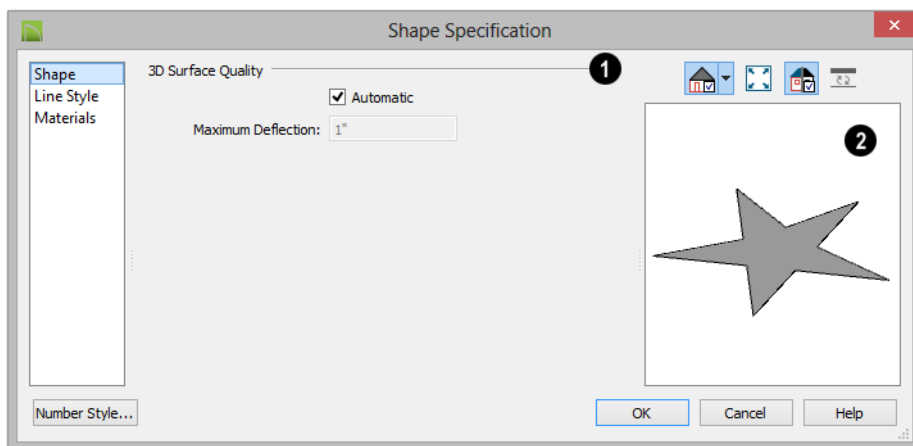 Shape Specification
Shape
Line Style
Materials
3D Surface Quality
1
Automatic
Maximum Deflection: 1"
2
Number Style...
OK Cancel Help